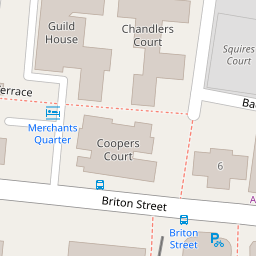 Guild
House
Chandlers
Court
Squires
Court
errace
Ba
Merchants
Quarter
Coopers
Court
6
A
Briton Street
Briton
Street